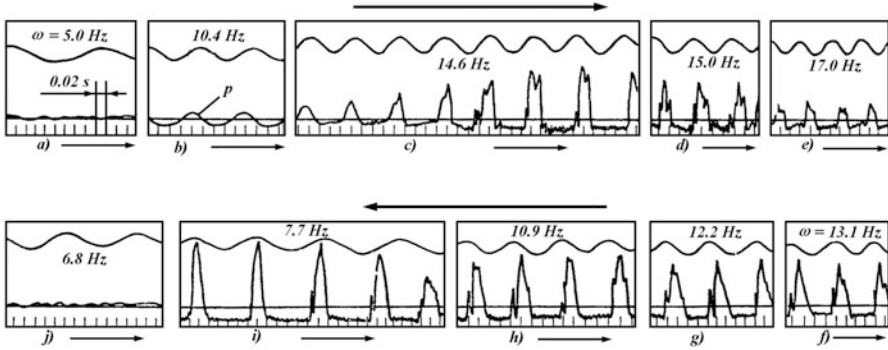 ω = 5.0 Hz
10.4 Hz
14.6 Hz
15.0 Hz
17.0 Hz
0.02 s
p
a)
b)
c)
d)
e)
6.8 Hz
7.7 Hz
10.9 Hz
12.2 Hz
ω = 13.1 Hz
j)
i)
h)
g)
f)